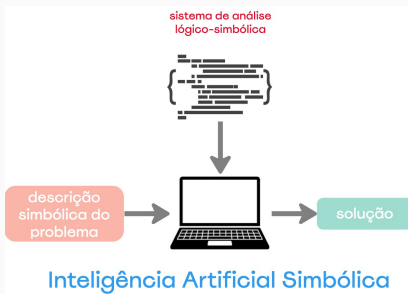 sistema de análise
lógico-simbólica
{ }
descrição
simbólica do
problema
solução
Inteligência Artificial Simbólica